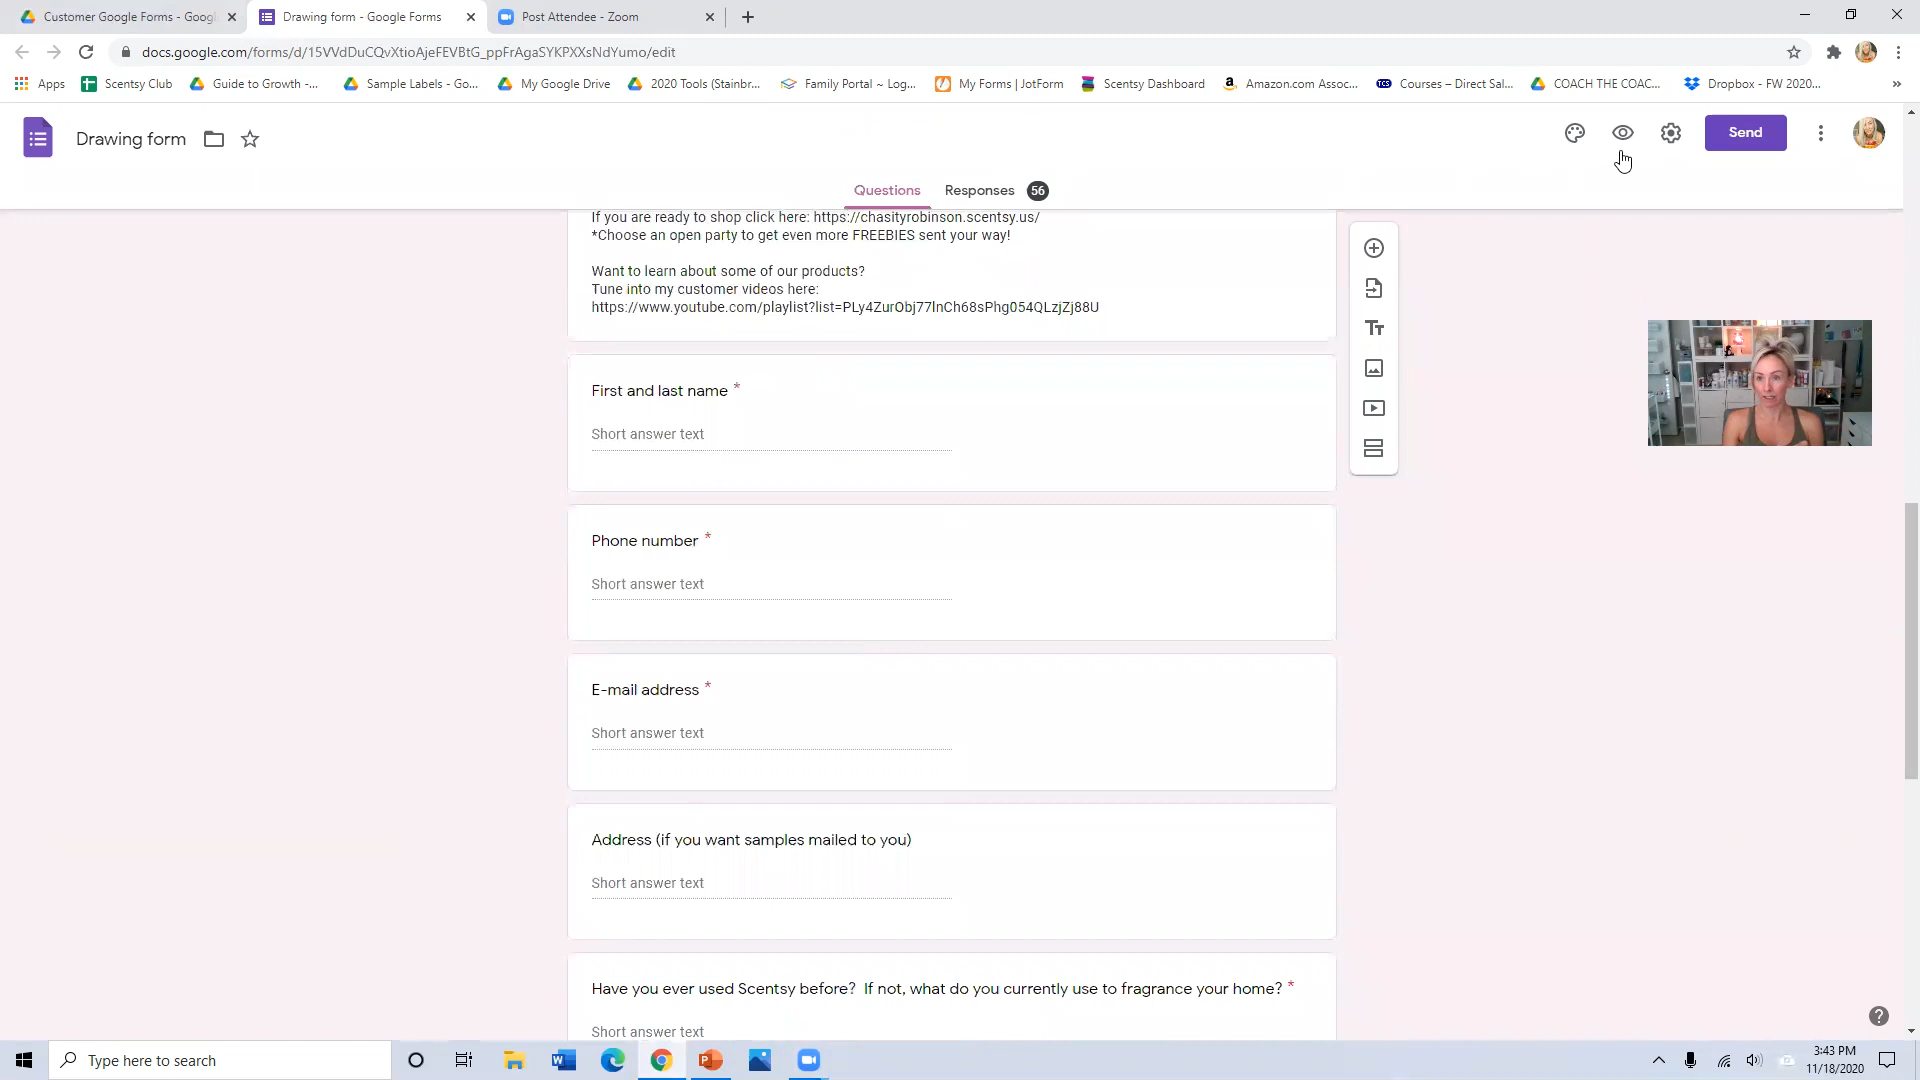 Customer Google Forms - Googl
Drawing form - Google Forms
Post Attendee - Zoom
docs.google.com/forms/d/15VVdDuCQvXtioAjeFEVBtG_ppFrAgaSYKPXXsNdYumo/edit
Apps
Scentsy Club
Guide to Growth -...
Sample Labels - Go...
My Google Drive
2020 Tools (Stainbr...
Family Portal ~ Log...
My Forms | JotForm
Scentsy Dashboard
Amazon.com Assoc...
Courses – Direct Sal...
COACH THE COAC...
Dropbox - FW 2020...
»
Drawing form
Send
Questions
Responses 56
If you are ready to shop click here: https://chasityrobinson.scentsy.us/
*Choose an open party to get even more FREEBIES sent your way!
Want to learn about some of our products?
Tune into my customer videos here:
https://www.youtube.com/playlist?list=PLy4ZurObj77lnCh68sPhg054QLzjZj88U
First and last name *
Short answer text
Phone number *
Short answer text
E-mail address *
Short answer text
Address (if you want samples mailed to you)
Short answer text
Have you ever used Scentsy before?  If not, what do you currently use to fragrance your home? *
Short answer text
Type here to search
3:43 PM
11/18/2020